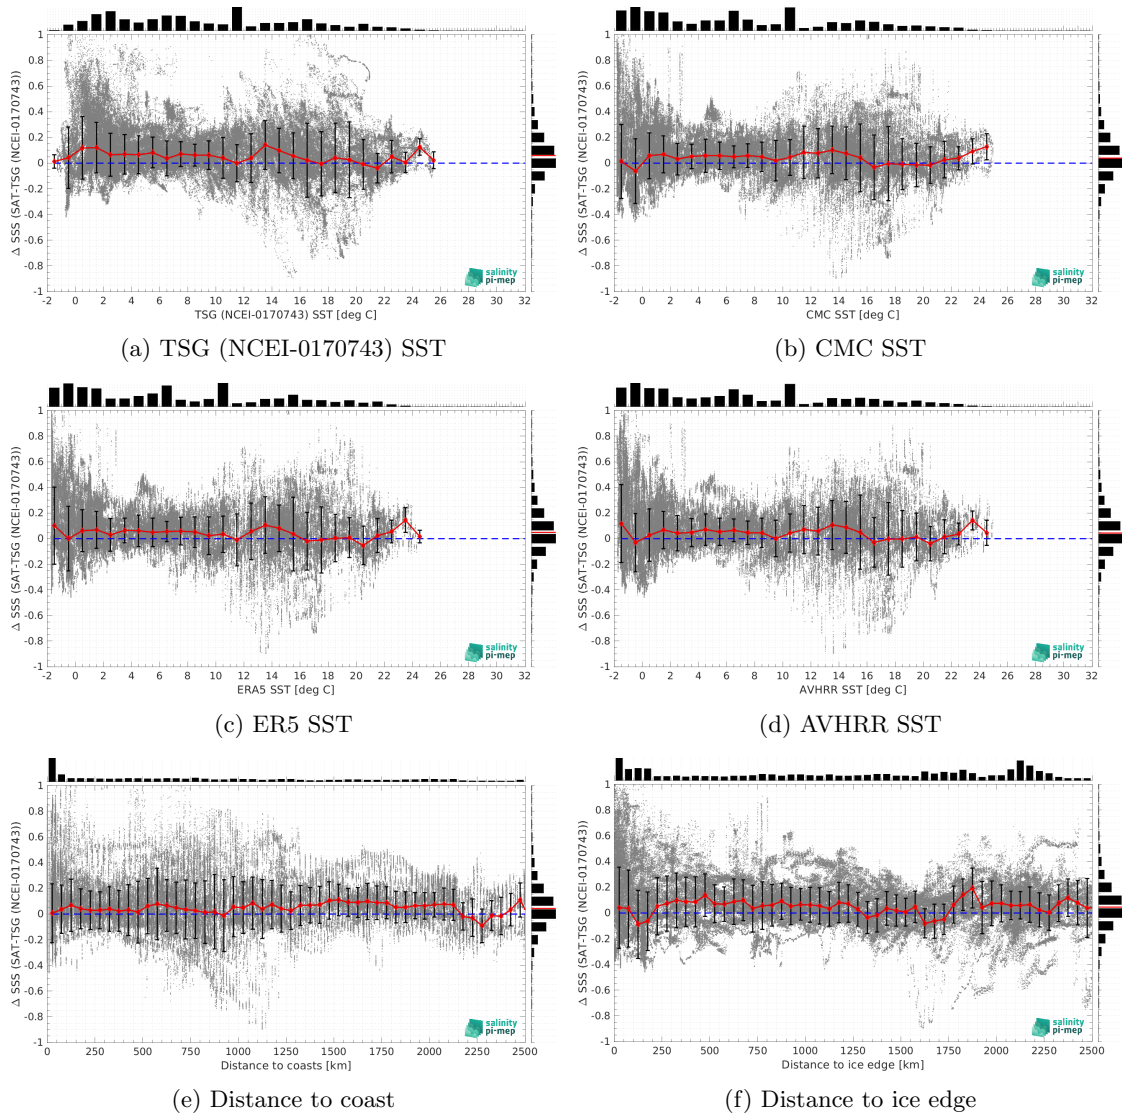 1
0.8
0.6
0.4
0.2
0
-0.2
-0.4
-0.6
-0.8
-1
Δ SSS (SAT-TSG (NCEI-0170743))
salinity
pi-mep
-2 0 2 4 6 8 10 12 14 16 18 20 22 24 26 28 30 32
TSG (NCEI-0170743) SST [deg C]
(a) TSG (NCEI-0170743) SST
1
0.8
0.6
0.4
0.2
0
-0.2
-0.4
-0.6
-0.8
-1
Δ SSS (SAT-TSG (NCEI-0170743))
salinity
pi-mep
-2 0 2 4 6 8 10 12 14 16 18 20 22 24 26 28 30 32
CMC SST [deg C]
(b) CMC SST
1
0.8
0.6
0.4
0.2
0
-0.2
-0.4
-0.6
-0.8
-1
Δ SSS (SAT-TSG (NCEI-0170743))
salinity
pi-mep
-2 0 2 4 6 8 10 12 14 16 18 20 22 24 26 28 30 32
ERA5 SST [deg C]
(c) ER5 SST
1
0.8
0.6
0.4
0.2
0
-0.2
-0.4
-0.6
-0.8
-1
Δ SSS (SAT-TSG (NCEI-0170743))
salinity
pi-mep
-2 0 2 4 6 8 10 12 14 16 18 20 22 24 26 28 30 32
AVHRR SST [deg C]
(d) AVHRR SST
1
0.8
0.6
0.4
0.2
0
-0.2
-0.4
-0.6
-0.8
-1
Δ SSS (SAT-TSG (NCEI-0170743))
salinity
pi-mep
0 250 500 750 1000 1250 1500 1750 2000 2250 2500
Distance to coasts [km]
(e) Distance to coast
1
0.8
0.6
0.4
0.2
0
-0.2
-0.4
-0.6
-0.8
-1
Δ SSS (SAT-TSG (NCEI-0170743))
salinity
pi-mep
0 250 500 750 1000 1250 1500 1750 2000 2250 2500
Distance to ice edge [km]
(f) Distance to ice edge